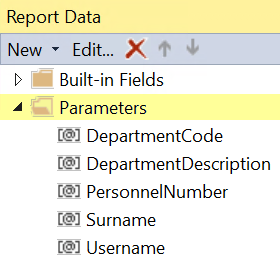 Report Data
New Edit...
Built-in Fields
Parameters
[@] DepartmentCode
[@] DepartmentDescription
[@] PersonnelNumber
[@] Surname
[@] Username